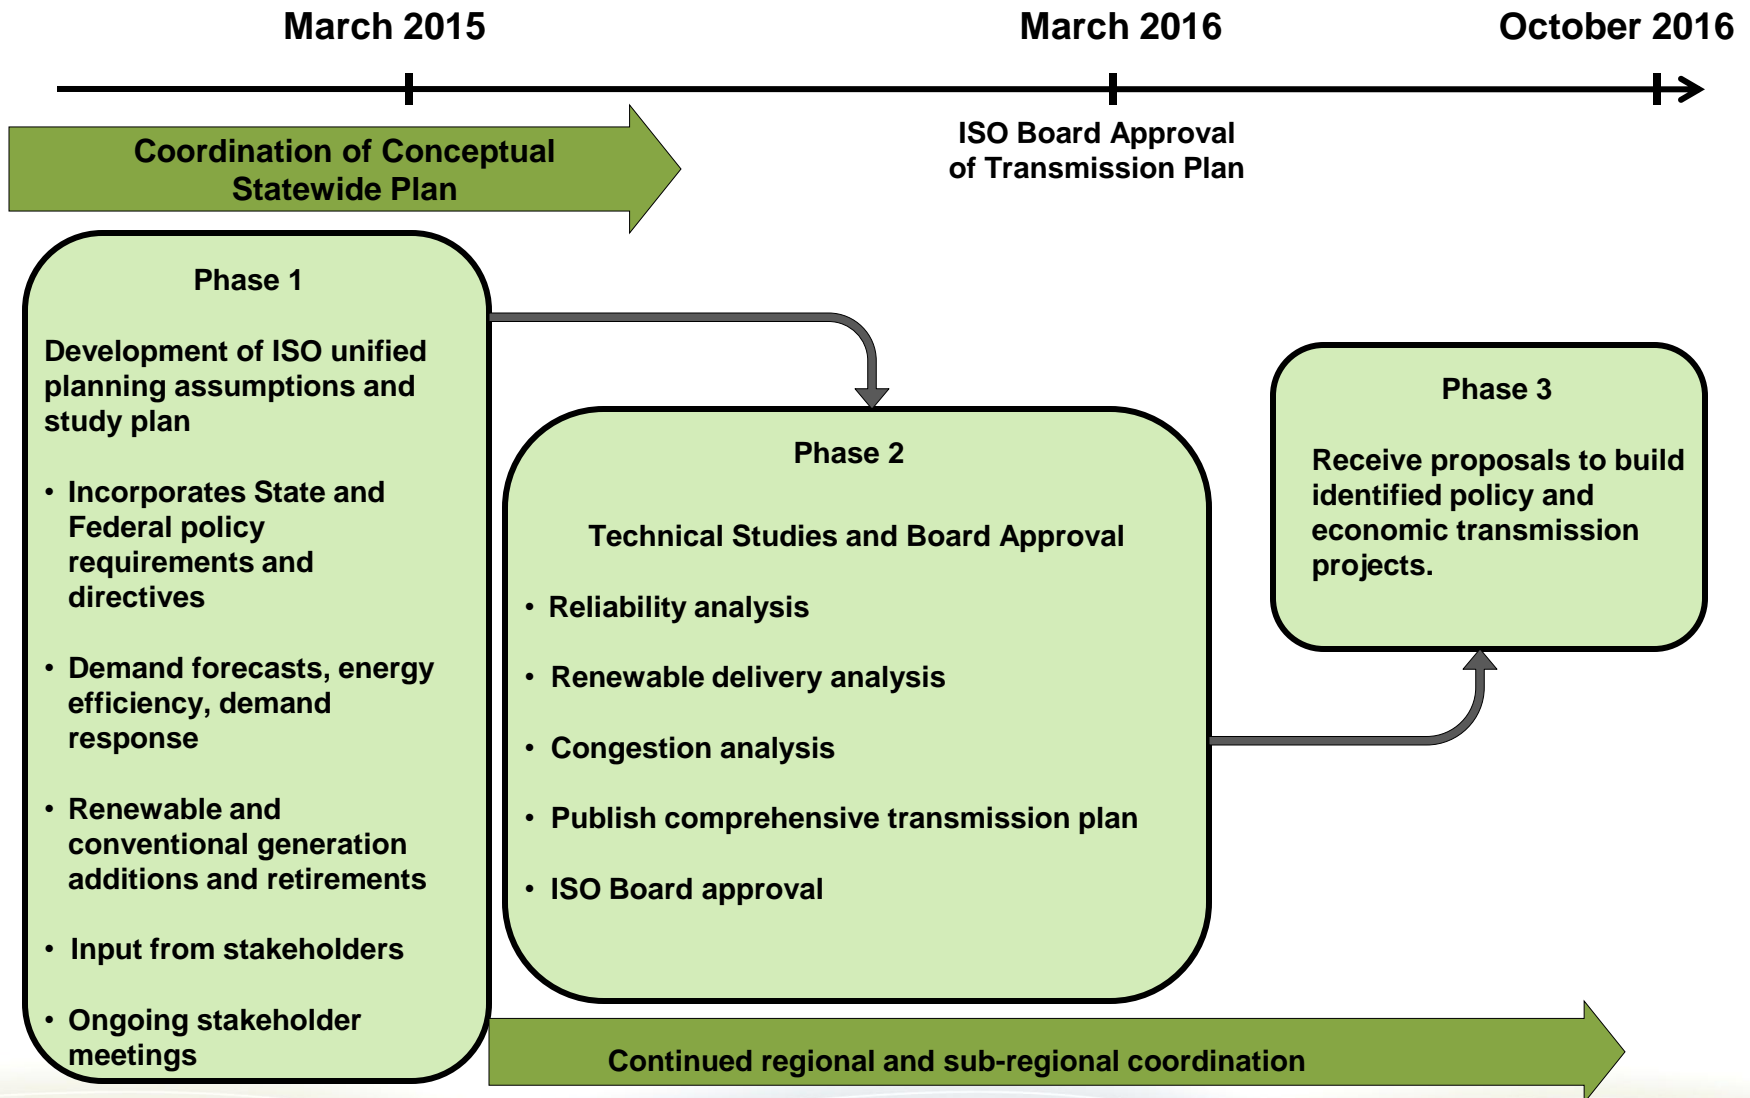 March 2015
March 2016
October 2016
ISO Board Approval
of Transmission Plan
Coordination of Conceptual
Statewide Plan
Phase 1
Development of ISO unified
planning assumptions and
study plan
• Incorporates State and
Federal policy
requirements and
directives
• Demand forecasts, energy
efficiency, demand
response
• Renewable and
conventional generation
additions and retirements
• Input from stakeholders
• Ongoing stakeholder
meetings
Phase 2
Technical Studies and Board Approval
• Reliability analysis
• Renewable delivery analysis
• Congestion analysis
• Publish comprehensive transmission plan
• ISO Board approval
Phase 3
Receive proposals to build
identified policy and
economic transmission
projects.
Continued regional and sub-regional coordination